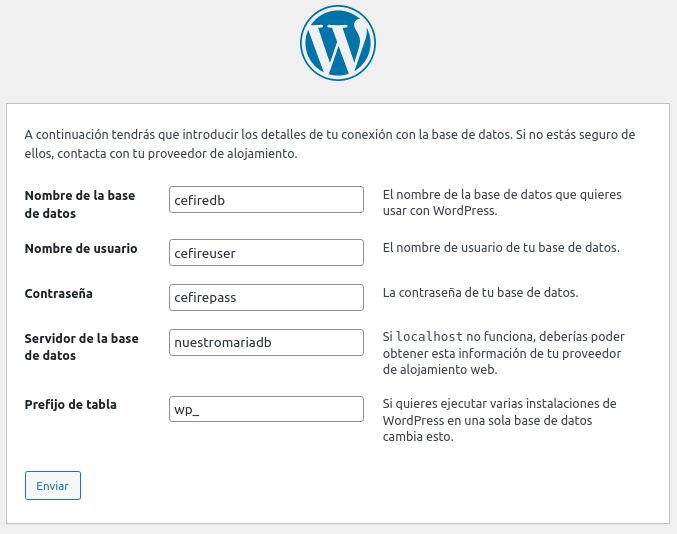 A continuación tendrás que introducir los detalles de tu conexión con la base de datos. Si no estás seguro de
ellos, contacta con tu proveedor de alojamiento.
Nombre de la base
de datos
cefiredb
El nombre de la base de datos que quieres
usar con WordPress.
Nombre de usuario
cefireuser
El nombre de usuario de tu base de datos.
Contraseña
cefirepass
La contraseña de tu base de datos.
Servidor de la base
de datos
nuestromariadb
Si localhost no funciona, deberías poder
obtener esta información de tu proveedor
de alojamiento web.
Prefijo de tabla
wp_
Si quieres ejecutar varias instalaciones de
WordPress en una sola base de datos
cambia esto.
Enviar